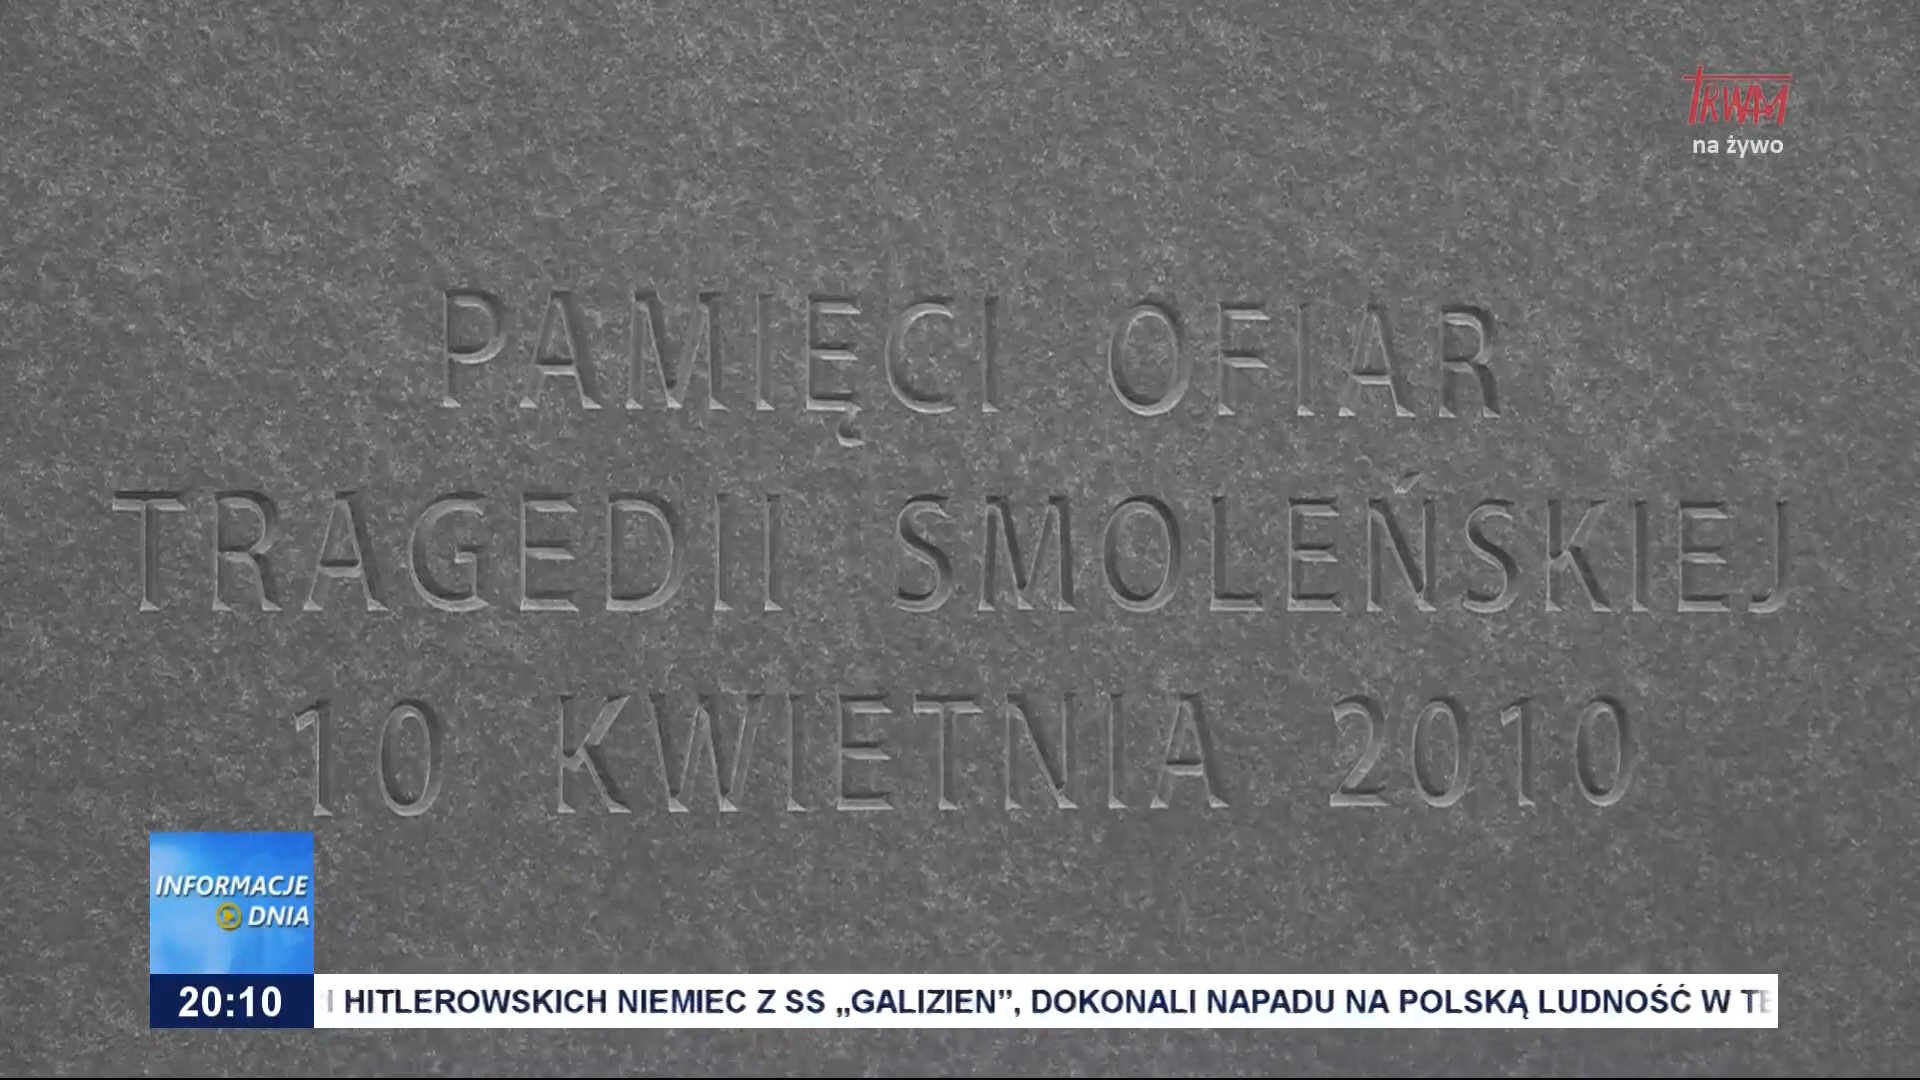 TRWAM
na żywo
PAMIĘCI OFIAR
TRAGEDII SMOLEŃSKIEJ
10 KWIETNIA 2010
INFORMACJE
DNIA
20:10
HITLEROWSKICH NIEMIEC Z SS „GALIZIEN”, DOKONALI NAPADU NA POLSKĄ LUDNOŚĆ W